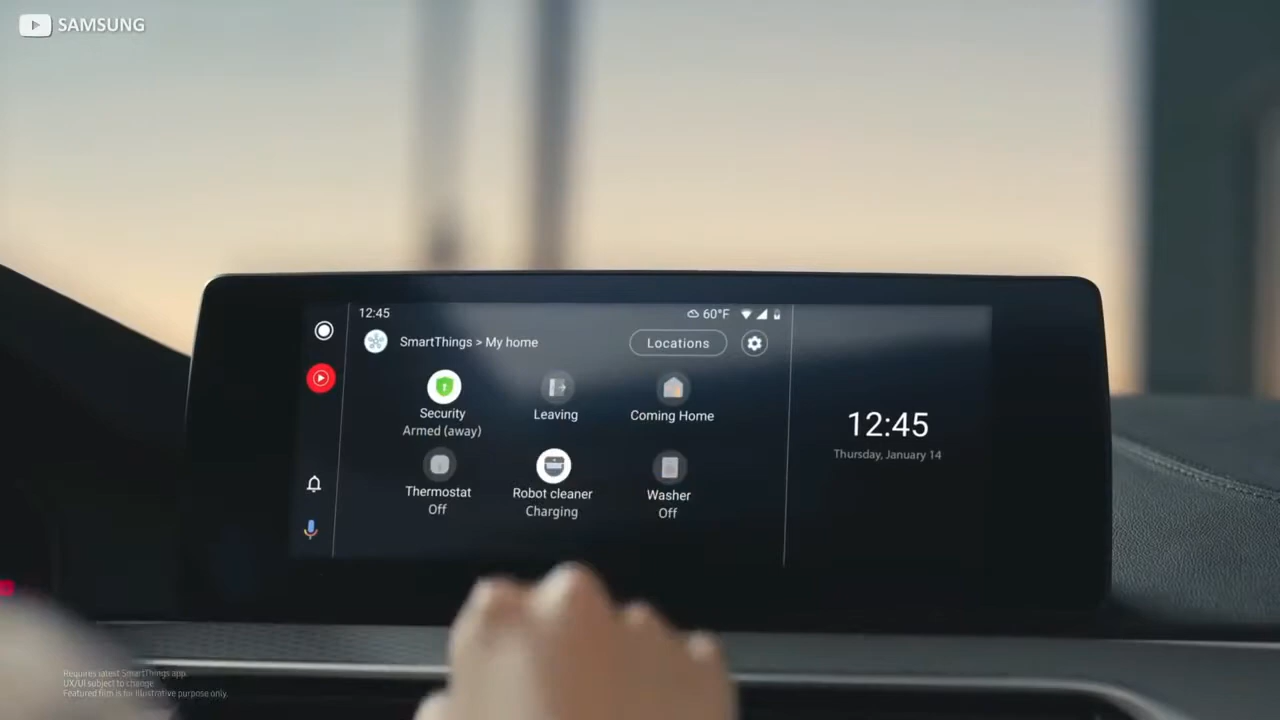 SAMSUNG
12:45
60°F
SmartThings > My home
Locations
Security
Armed (away)
Leaving
Coming Home
Thermostat
Off
Robot cleaner
Charging
Washer
Off
12:45
Thursday, January 14
Requires latest SmartThings app.
UX/UI subject to change.
Featured film is for illustrative purpose only.